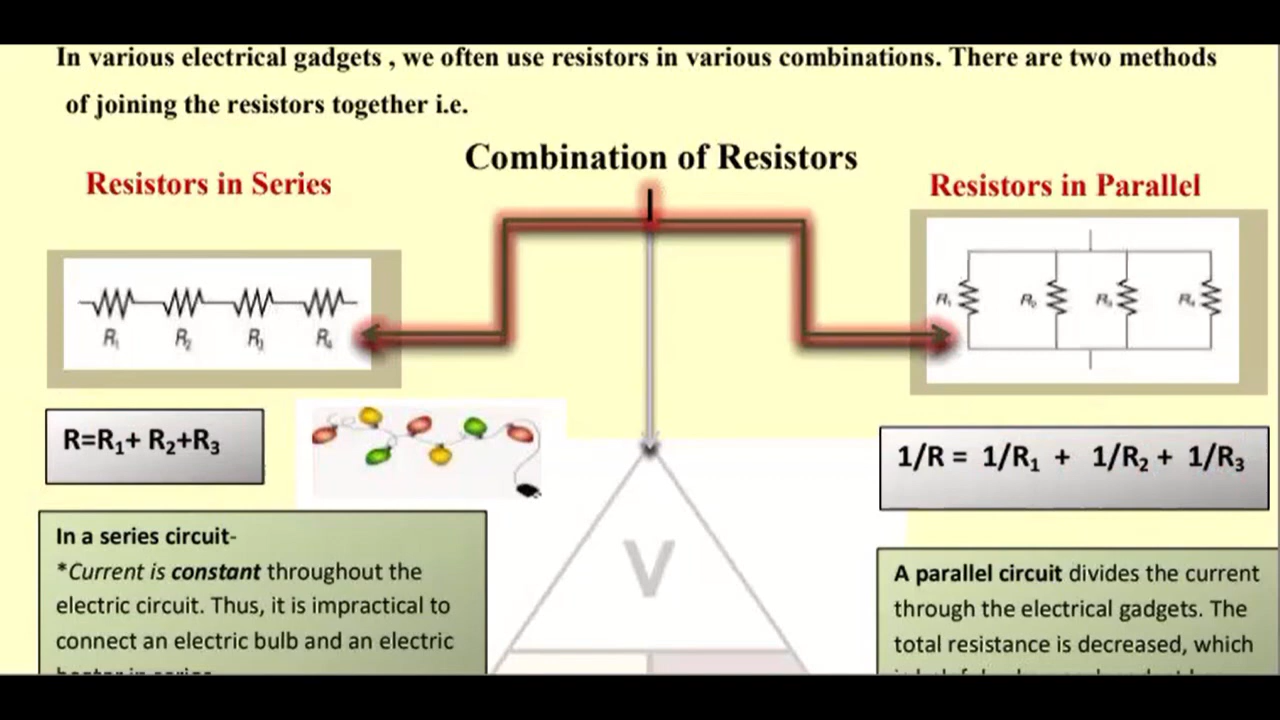 In various electrical gadgets , we often use resistors in various combinations. There are two methods
of joining the resistors together i.e.
Combination of Resistors
Resistors in Series
Resistors in Parallel
R₁ R₂ R₃ R₄
R₁ R₂ R₃ R₄
R=R₁+ R₂+R₃
1/R = 1/R₁ + 1/R₂ + 1/R₃
V
In a series circuit-
*Current is constant throughout the
electric circuit. Thus, it is impractical to
connect an electric bulb and an electric
A parallel circuit divides the current
through the electrical gadgets. The
total resistance is decreased, which